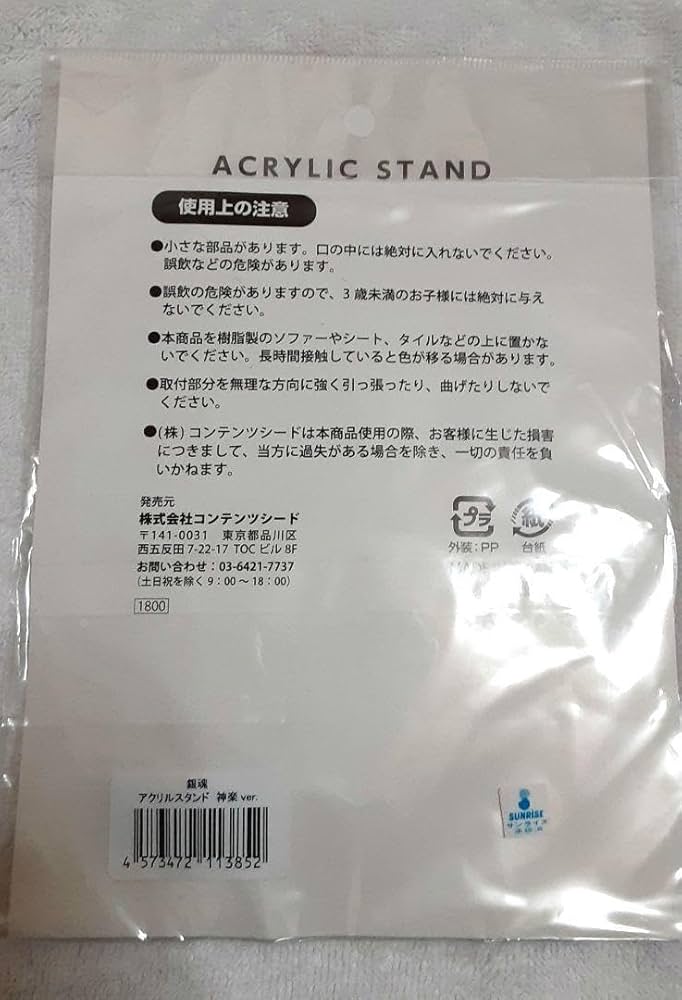 ACRYLIC STAND
使用上の注意
●小さな部品があります。口の中には絶対に入れないでください。
誤飲などの危険があります。
●誤飲の危険がありますので、3歳未満のお子様には絶対に与え
ないでください。
●本商品を樹脂製のソファーやシート、タイルなどの上に置かな
いでください。長時間接触していると色が移る場合があります。
●取付部分を無理な方向に強く引っ張ったり、曲げたりしないで
ください。
●(株)コンテンツシードは本商品使用の際、お客様に生じた損害
につきまして、当方に過失がある場合を除き、一切の責任を負
いかねます。
発売元
株式会社コンテンツシード
〒141-0031 東京都品川区
西五反田 7-22-17 TOC ビル 8F
お問い合わせ:03-6421-7737
(土日祝を除く9:00〜18:00)
1800
プラ 紙
外装:PP 台紙
銀魂
アクリルスタンド 神楽 ver.
4 573472 113852
SUNRISE
サンライズ